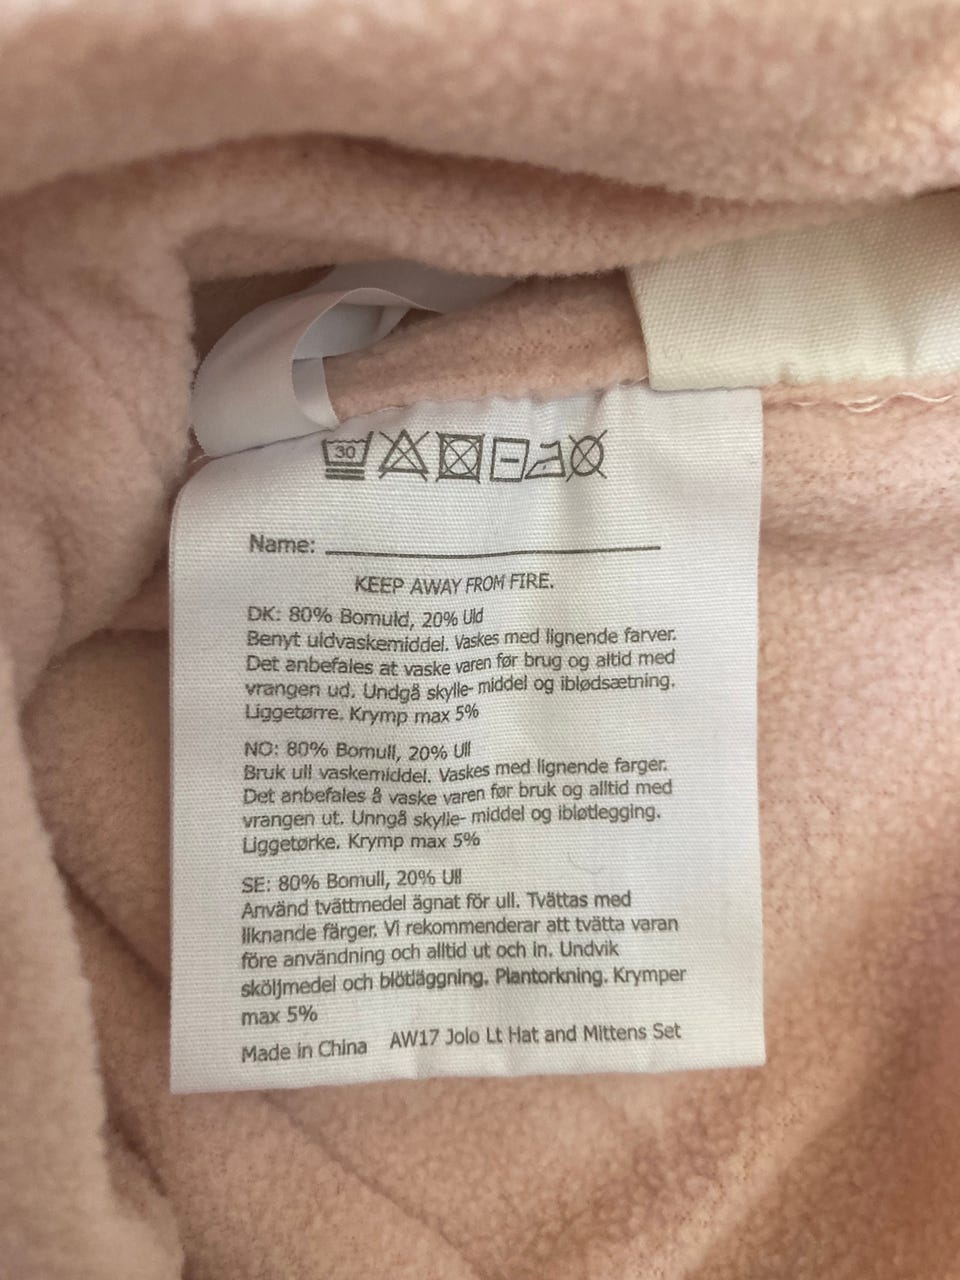 30
Name:
KEEP AWAY FROM FIRE.
DK: 80% Bomuld, 20% Uld
Benyt uldvaskemiddel. Vaskes med lignende farver.
Det anbefales at vaske varen før brug og altid med
vrangen ud. Undgå skylle- middel og iblødsætning.
Liggetørre. Krymp max 5%
NO: 80% Bomull, 20% Ull
Bruk ull vaskemiddel. Vaskes med lignende farger.
Det anbefales å vaske varen før bruk og alltid med
vrangen ut. Unngå skylle- middel og ibløtlegging.
Liggetørke. Krymp max 5%
SE: 80% Bomull, 20% Ull
Använd tvättmedel ägnat för ull. Tvättas med
liknande färger. Vi rekommenderar att tvätta varan
före användning och alltid ut och in. Undvik
sköljmedel och blötläggning. Plantorkning. Krymper
max 5%
Made in China AW17 Jolo Lt Hat and Mittens Set